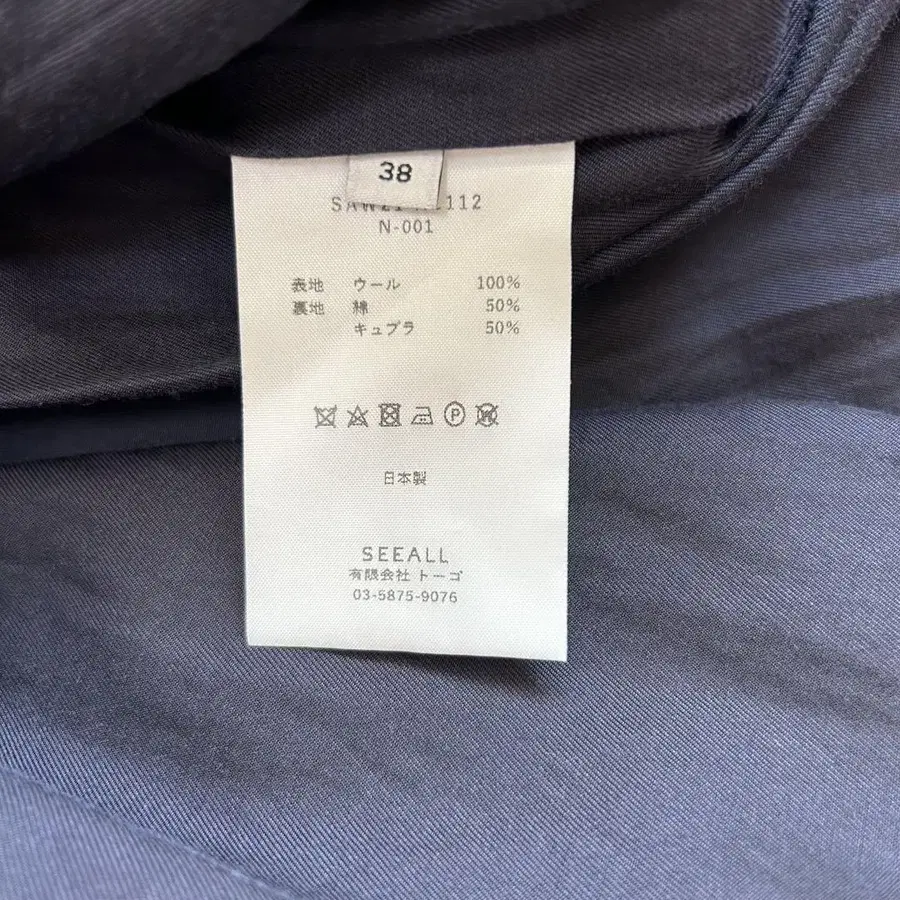 38
N-001
表地 ウール 100%
裏地 綿 50%
キュプラ 50%
P
日本製
SEEALL
有限会社 トーゴ
03-5875-9076